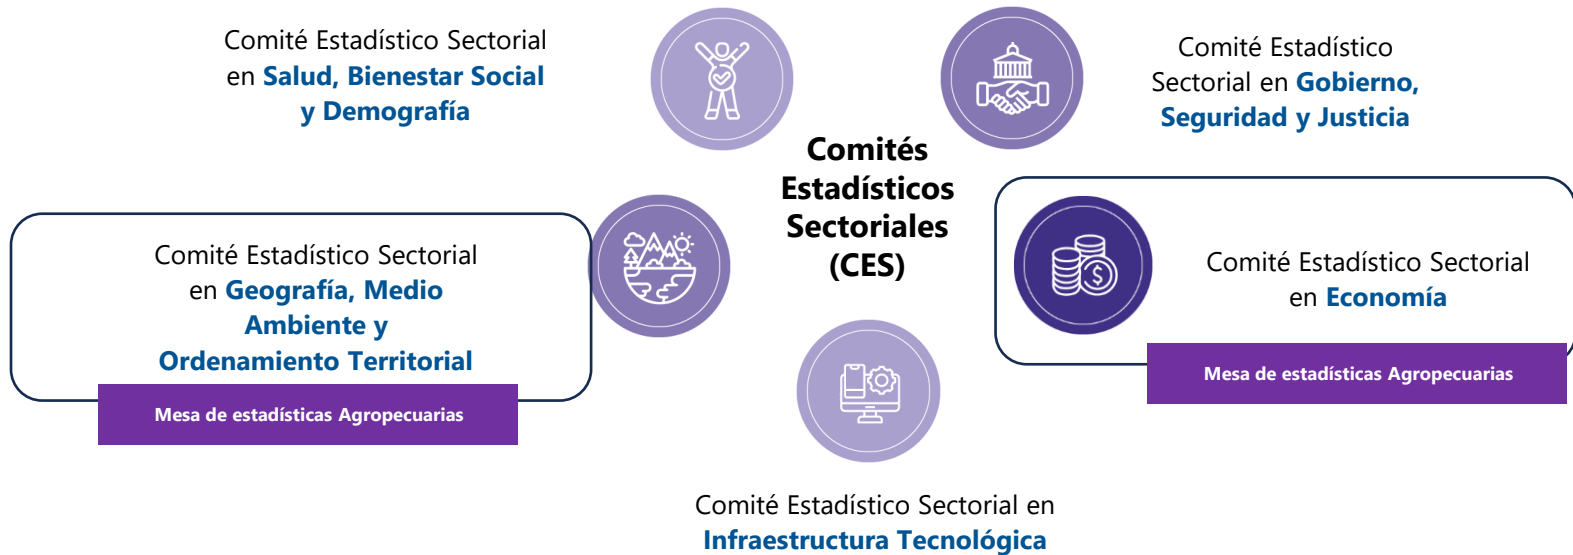 Comité Estadístico Sectorial
en Salud, Bienestar Social
y Demografía
Comité Estadístico
Sectorial en Gobierno,
Seguridad y Justicia
Comités
Estadísticos
Sectoriales
(CES)
Comité Estadístico Sectorial
en Geografía, Medio
Ambiente y
Ordenamiento Territorial
Mesa de estadísticas Agropecuarias
Comité Estadístico Sectorial
en Economía
Mesa de estadísticas Agropecuarias
Comité Estadístico Sectorial en
Infraestructura Tecnológica